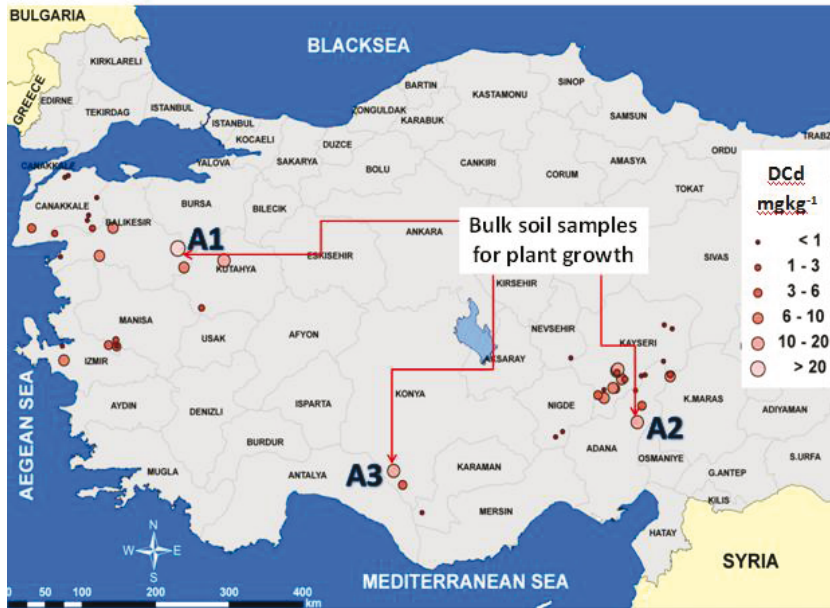 BULGARIA
BLACKSEA
KIRKLARELI
GREECE
EDIRNE
TEKIRDAG
ISTANBUL
ISTANBUL
KOCAELI
YALOVA
SAKARYA
DUZCE
ZONGULDAK
BARTIN
KARABUK
KASTAMONU
SINOP
SAMSUN
ORDU
TRABZ
BOLU
CANKIRI
CORUM
AMASYA
TOKAT
CANAKKALE
CANAKKALE
BALIKESIR
BURSA
BILECIK
A1
KUTAHYA
ESKISEHIR
ANKARA
Bulk soil samples
for plant growth
KIRSEHIR
SIVAS
DCd
mgkg-1
< 1
1 - 3
3 - 6
6 - 10
10 - 20
> 20
MANISA
USAK
AFYON
IZMIR
AKSARAY
NEVSEHIR
KAYSERI
KONYA
NIGDE
K.MARAS
ADIYAMAN
AEGEAN SEA
AYDIN
DENIZLI
ISPARTA
BURDUR
A2
ADANA
OSMANIYE
S.URFA
G.ANTEP
KILIS
MUGLA
ANTALYA
A3
KARAMAN
MERSIN
HATAY
SYRIA
MEDITERRANEAN SEA
N
W E
S
0 50 100 200 300 400
km